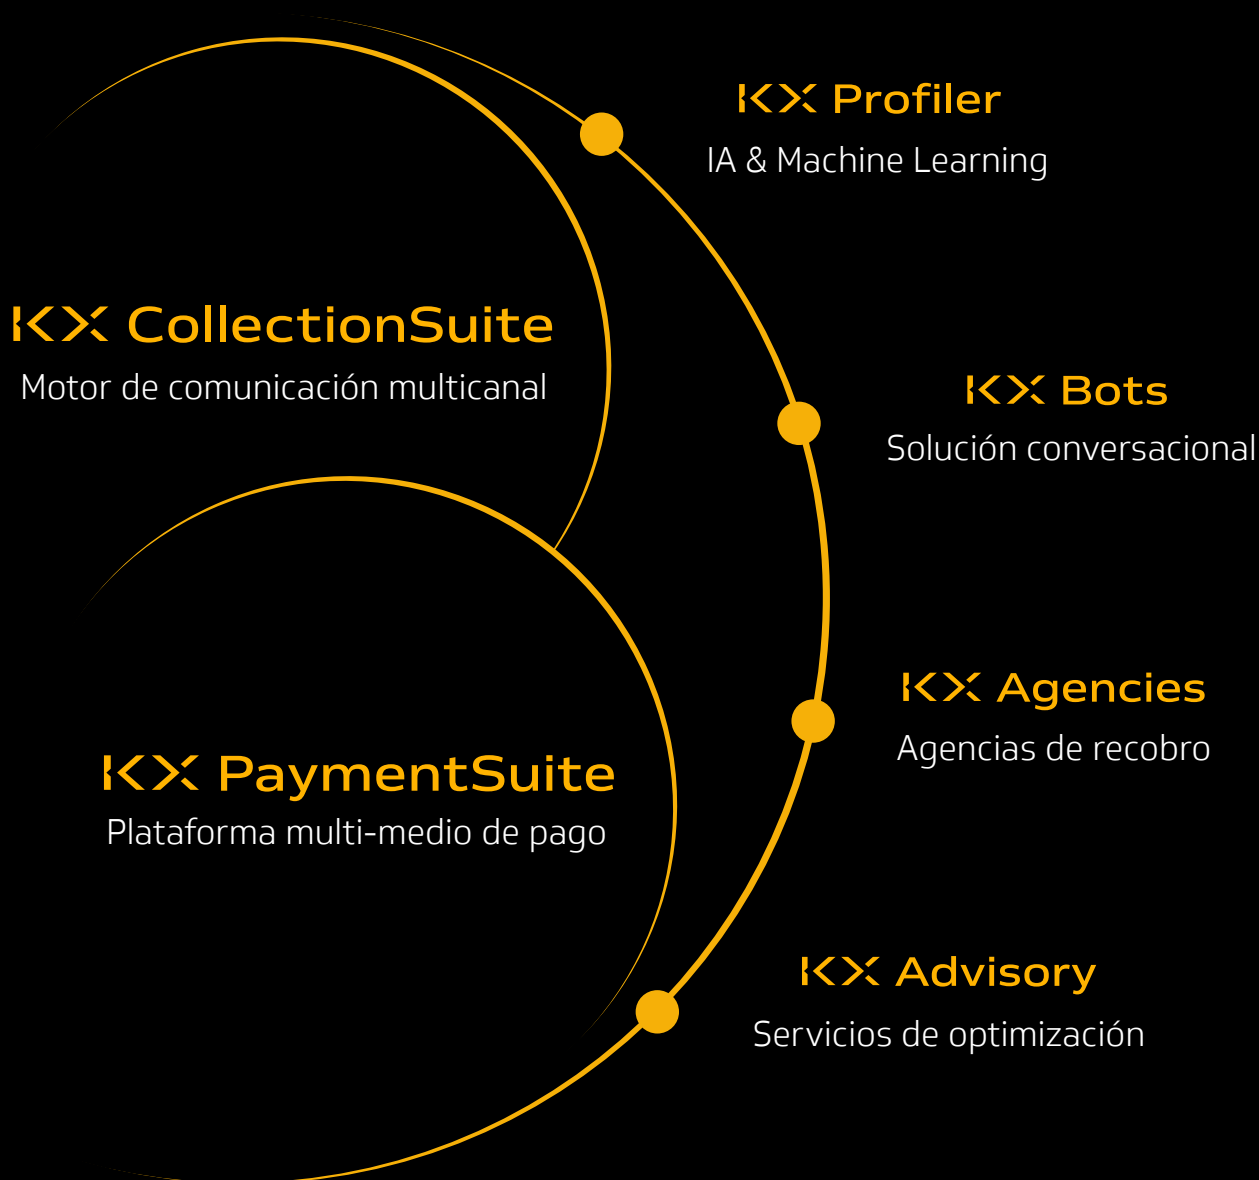 KX Profiler
IA & Machine Learning
KX CollectionSuite
Motor de comunicación multicanal
KX Bots
Solución conversacional
KX Agencies
Agencias de recobro
KX PaymentSuite
Plataforma multi-medio de pago
KX Advisory
Servicios de optimización